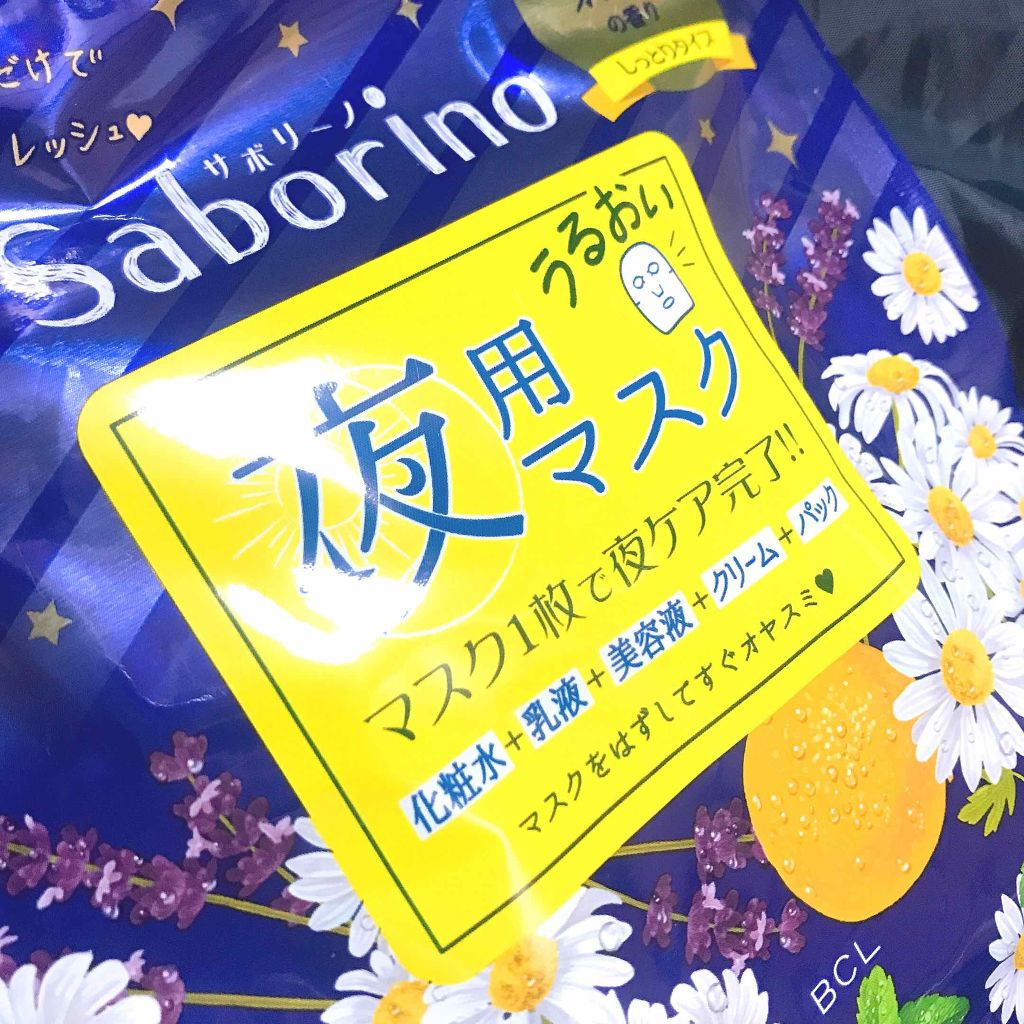 だけで
レッシュ♥
サボリーノ
Saborino
の香り
しっとりタイプ
うるおい
夜用
マスク
マスク1枚で夜ケア完了!!
化粧水+乳液+美容液+クリーム+パック
マスクをはずしてすぐオヤスミ♥
BCL